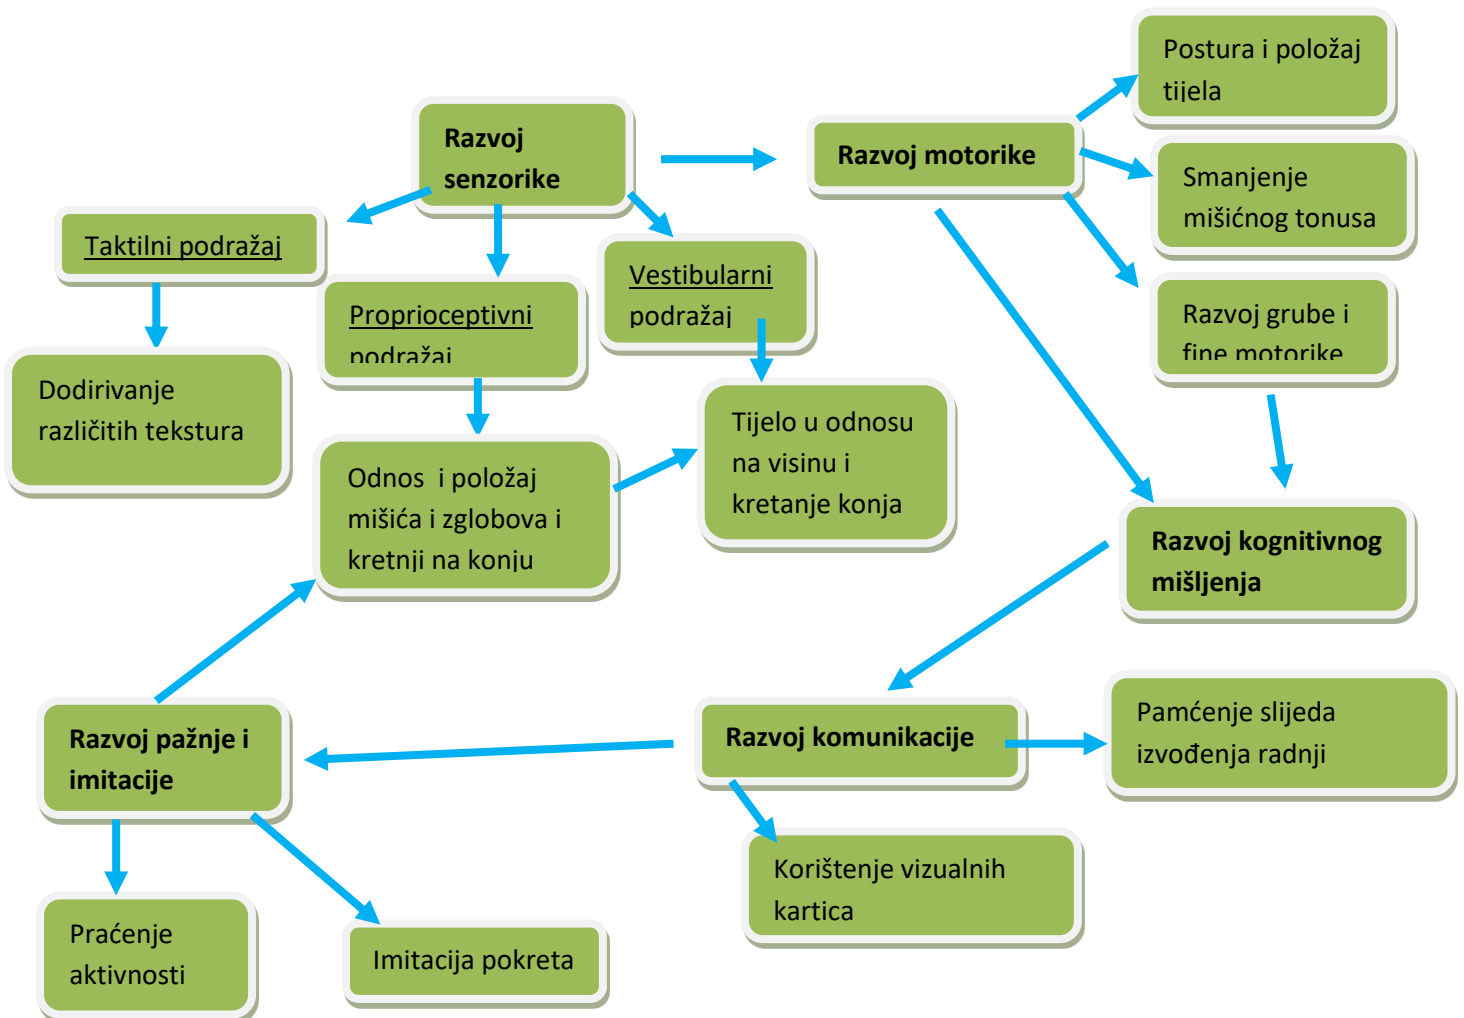 Postura i položaj
tijela
Razvoj
senzorike
Razvoj motorike
Smanjenje
mišićnog tonusa
Taktilni podražaj
Vestibularni
podražaj
Proprioceptivni
podražaj
Razvoj grube i
fine motorike
Dodirivanje
različitih tekstura
Tijelo u odnosu
na visinu i
kretanje konja
Odnos i položaj
mišića i zglobova i
kretnji na konju
Razvoj kognitivnog
mišljenja
Razvoj pažnje i
imitacije
Razvoj komunikacije
Pamćenje slijeda
izvođenja radnji
Korištenje vizualnih
kartica
Praćenje
aktivnosti
Imitacija pokreta